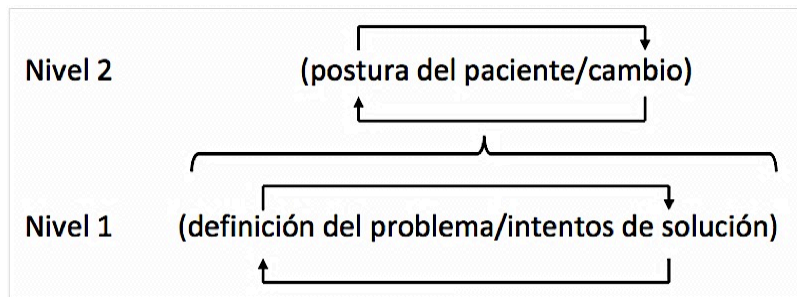 Nivel 2 (postura del paciente/cambio)
Nivel 1 (definición del problema/intentos de solución)